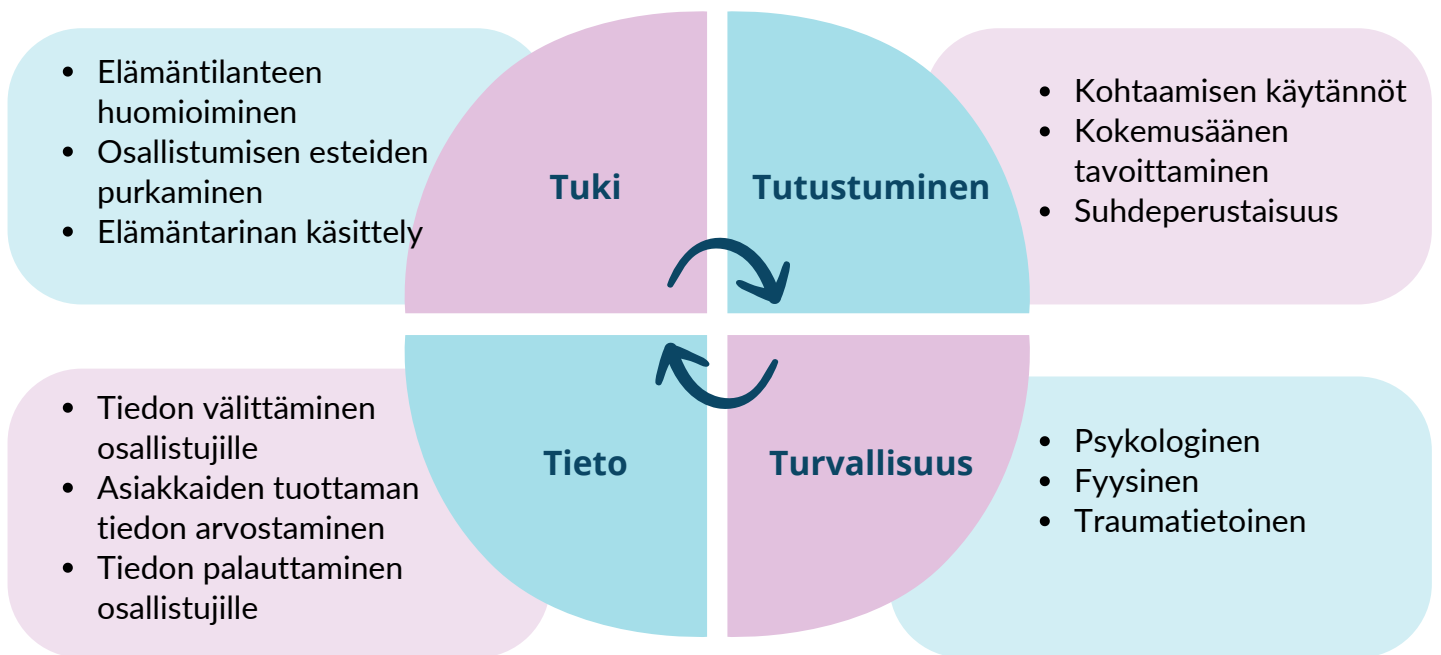 • Elämäntilanteen
huomioiminen
• Osallistumisen esteiden
purkaminen
• Elämäntarinan käsittely
Tuki
Tutustuminen
• Kohtaamisen käytännöt
• Kokemusäänen
tavoittaminen
• Suhdeperustaisuus
• Tiedon välittäminen
osallistujille
• Asiakkaiden tuottaman
tiedon arvostaminen
• Tiedon palauttaminen
osallistujille
Tieto
Turvallisuus
• Psykologinen
• Fyysinen
• Traumatietoinen